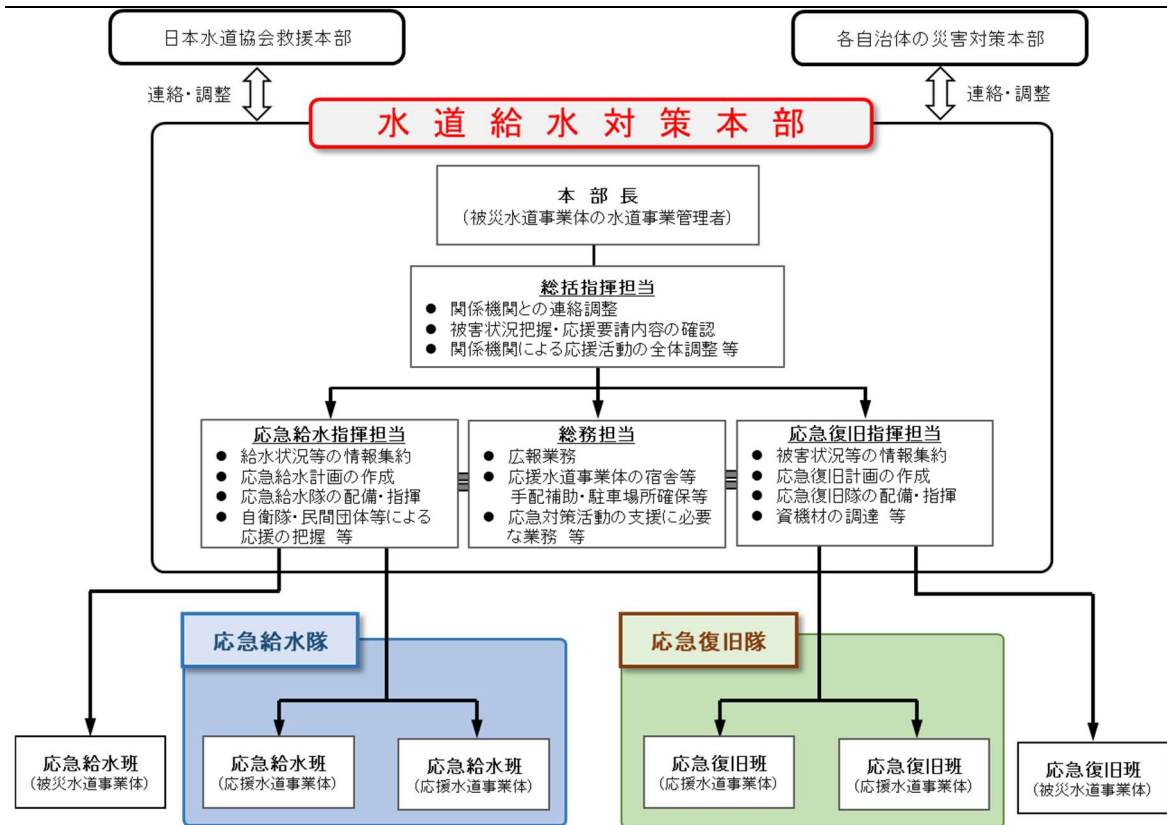 日本水道協会救援本部
各自治体の災害対策本部
連絡・調整
連絡・調整
水道給水対策本部
本部長
(被災水道事業体の水道事業管理者)
総括指揮担当
● 関係機関との連絡調整
● 被害状況把握・応援要請内容の確認
● 関係機関による応援活動の全体調整 等
応急給水指揮担当
● 給水状況等の情報集約
● 応急給水計画の作成
● 応急給水隊の配備・指揮
● 自衛隊・民間団体等による
応援の把握 等
総務担当
● 広報業務
● 応援水道事業体の宿舎等
手配補助・駐車場所確保等
● 応急対策活動の支援に必要
な業務 等
応急復旧指揮担当
● 被害状況等の情報集約
● 応急復旧計画の作成
● 応急復旧隊の配備・指揮
● 資機材の調達 等
応急給水隊
応急復旧隊
応急給水班
(被災水道事業体)
応急給水班
(応援水道事業体)
応急給水班
(応援水道事業体)
応急復旧班
(応援水道事業体)
応急復旧班
(応援水道事業体)
応急復旧班
(被災水道事業体)